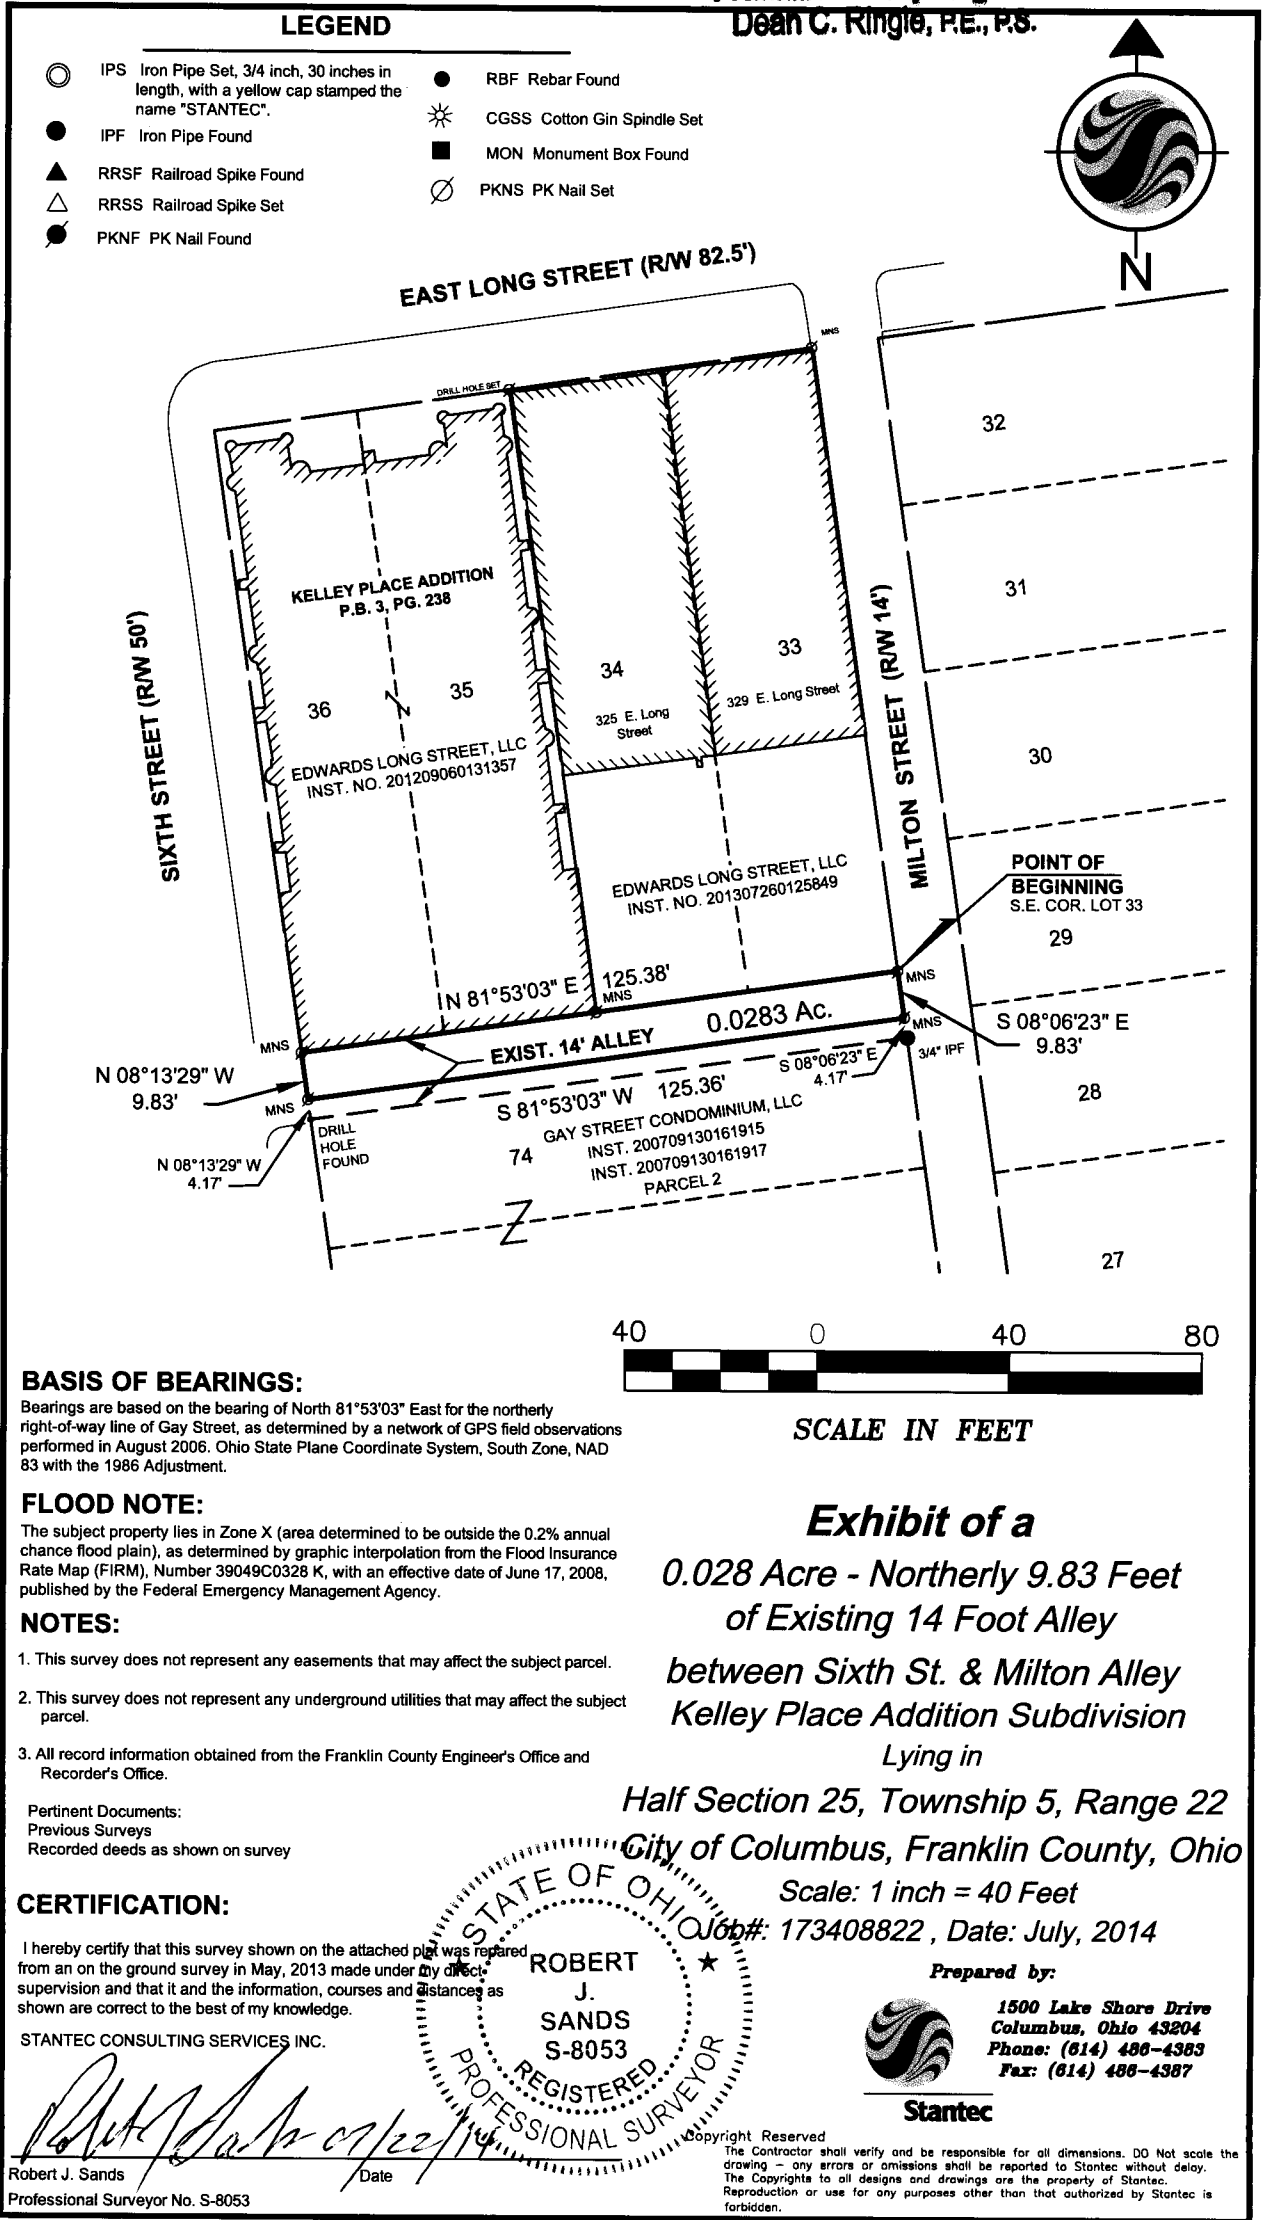 Dean C. Ringle, P.E., P.S.
LEGEND
IPS Iron Pipe Set, 3/4 inch, 30 inches in
length, with a yellow cap stamped the
name "STANTEC".
IPF Iron Pipe Found
RRSF Railroad Spike Found
RRSS Railroad Spike Set
PKNF PK Nail Found
RBF Rebar Found
CGSS Cotton Gin Spindle Set
MON Monument Box Found
PKNS PK Nail Set
N
EAST LONG STREET (R/W 82.5')
MNS
DRILL HOLE SET
32
KELLEY PLACE ADDITION
P.B. 3, PG. 238
31
SIXTH STREET (R/W 50')
MILTON STREET (R/W 14')
36
35
34
33
325 E. Long
Street
329 E. Long Street
EDWARDS LONG STREET, LLC
INST. NO. 201209060131357
30
EDWARDS LONG STREET, LLC
INST. NO. 201307260125849
POINT OF
BEGINNING
S.E. COR. LOT 33
29
N 81°53'03" E
125.38'
MNS
MNS
EXIST. 14' ALLEY
0.0283 Ac.
MNS
S 08°06'23" E
9.83'
MNS
N 08°13'29" W
9.83'
MNS
S 08°06'23" E
4.17'
3/4" IPF
S 81°53'03" W 125.36'
28
DRILL
HOLE
FOUND
N 08°13'29" W
4.17'
74
GAY STREET CONDOMINIUM, LLC
INST. 200709130161915
INST. 200709130161917
PARCEL 2
27
40 0 40 80
SCALE IN FEET
BASIS OF BEARINGS:
Bearings are based on the bearing of North 81°53'03" East for the northerly
right-of-way line of Gay Street, as determined by a network of GPS field observations
performed in August 2006. Ohio State Plane Coordinate System, South Zone, NAD
83 with the 1986 Adjustment.
FLOOD NOTE:
The subject property lies in Zone X (area determined to be outside the 0.2% annual
chance flood plain), as determined by graphic interpolation from the Flood Insurance
Rate Map (FIRM), Number 39049C0328 K, with an effective date of June 17, 2008,
published by the Federal Emergency Management Agency.
NOTES:
1. This survey does not represent any easements that may affect the subject parcel.
2. This survey does not represent any underground utilities that may affect the subject
parcel.
3. All record information obtained from the Franklin County Engineer's Office and
Recorder's Office.
Pertinent Documents:
Previous Surveys
Recorded deeds as shown on survey
CERTIFICATION:
I hereby certify that this survey shown on the attached plat was repared
from an on the ground survey in May, 2013 made under my direct
supervision and that it and the information, courses and distances as
shown are correct to the best of my knowledge.
STANTEC CONSULTING SERVICES INC.
07/22/14
Robert J. Sands
Date
Professional Surveyor No. S-8053
STATE OF OHIO
ROBERT
J.
SANDS
S-8053
REGISTERED
PROFESSIONAL SURVEYOR
Exhibit of a
0.028 Acre - Northerly 9.83 Feet
of Existing 14 Foot Alley
between Sixth St. & Milton Alley
Kelley Place Addition Subdivision
Lying in
Half Section 25, Township 5, Range 22
City of Columbus, Franklin County, Ohio
Scale: 1 inch = 40 Feet
Job#: 173408822 , Date: July, 2014
Prepared by:
1500 Lake Shore Drive
Columbus, Ohio 43204
Phone: (614) 486-4383
Fax: (614) 486-4387
Stantec
Copyright Reserved
The Contractor shall verify and be responsible for all dimensions. DO Not scale the
drawing - any errors or omissions shall be reported to Stantec without delay.
The Copyrights to all designs and drawings are the property of Stantec.
Reproduction or use for any purposes other than that authorized by Stantec is
forbidden.